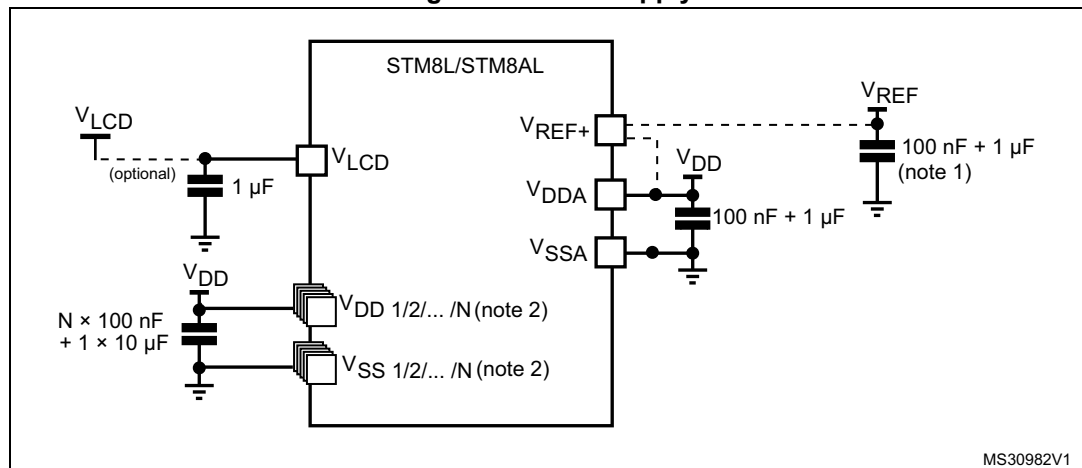 STM8L/STM8AL
VREF
VLCD
VREF+
100 nF + 1 µF
(note 1)
VDD
(optional)
VLCD
1 µF
VDDA
100 nF + 1 µF
VSSA
VDD
VDD 1/2/... /N (note 2)
N × 100 nF
+ 1 × 10 µF
VSS 1/2/... /N (note 2)
MS30982V1